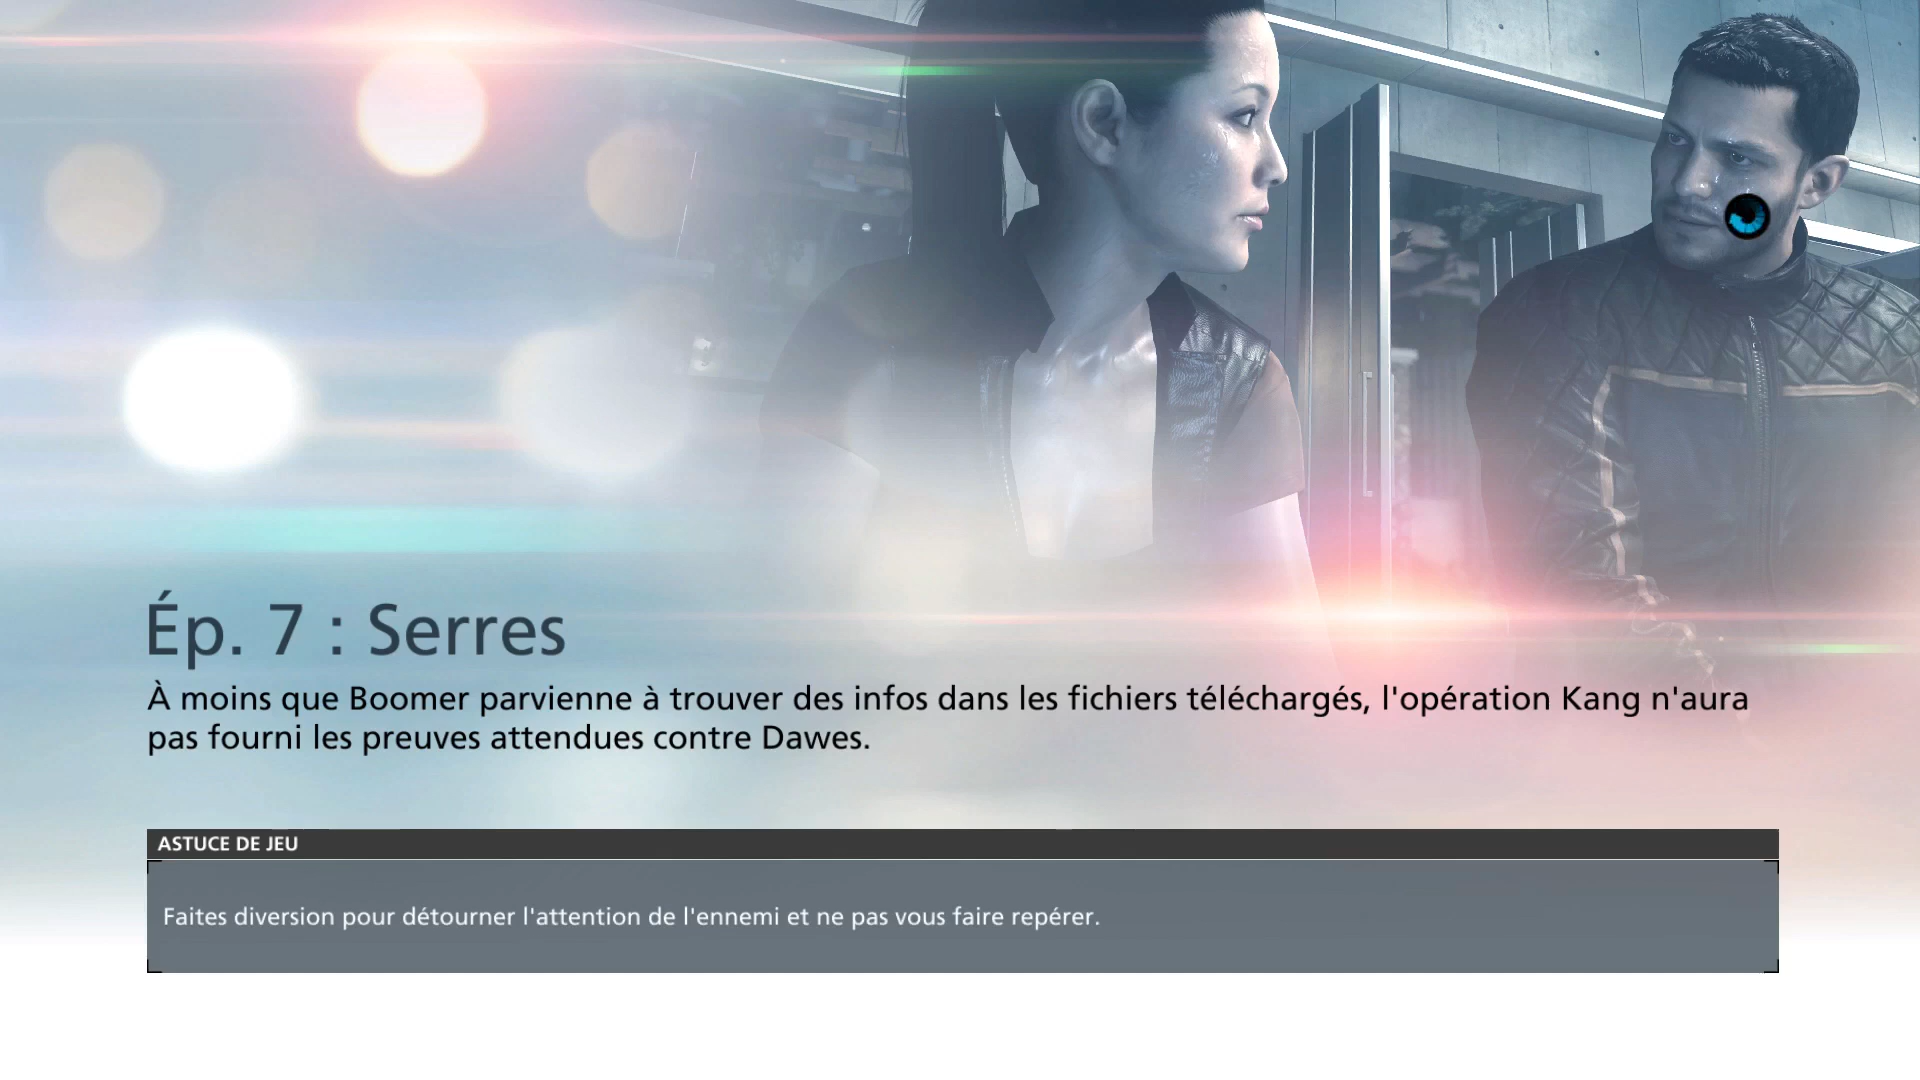 Ép. 7 : Serres
À moins que Boomer parvienne à trouver des infos dans les fichiers téléchargés, l'opération Kang n'aura
pas fourni les preuves attendues contre Dawes.
ASTUCE DE JEU
Faites diversion pour détourner l'attention de l'ennemi et ne pas vous faire repérer.